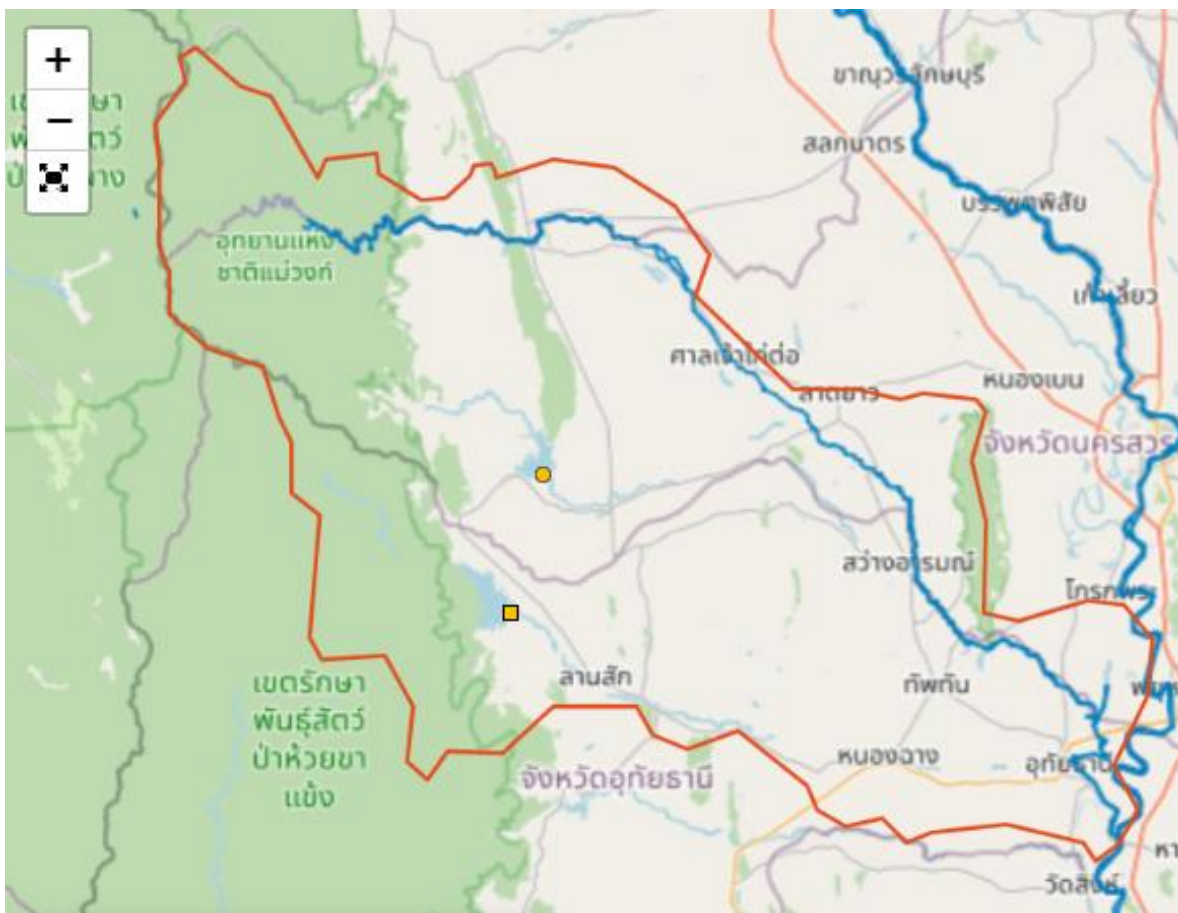 +
−
ขาณุวรลักษบุรี
สลกบาตร
บรรพตพิสัย
อุทยานแห่ง
ชาติแม่วงก์
เก้าเลี้ยว
ศาลเจ้าไก่ต่อ
หนองเบน
ลาดยาว
จังหวัดนครสวร
สว่างอารมณ์
โกรกพระ
ลานสัก
ทัพทัน
เขตรักษา
พันธุ์สัตว์
ป่าห้วยขา
แข้ง
หนองฉาง
อุทัยธานี
จังหวัดอุทัยธานี
วัดสิงห์
หา